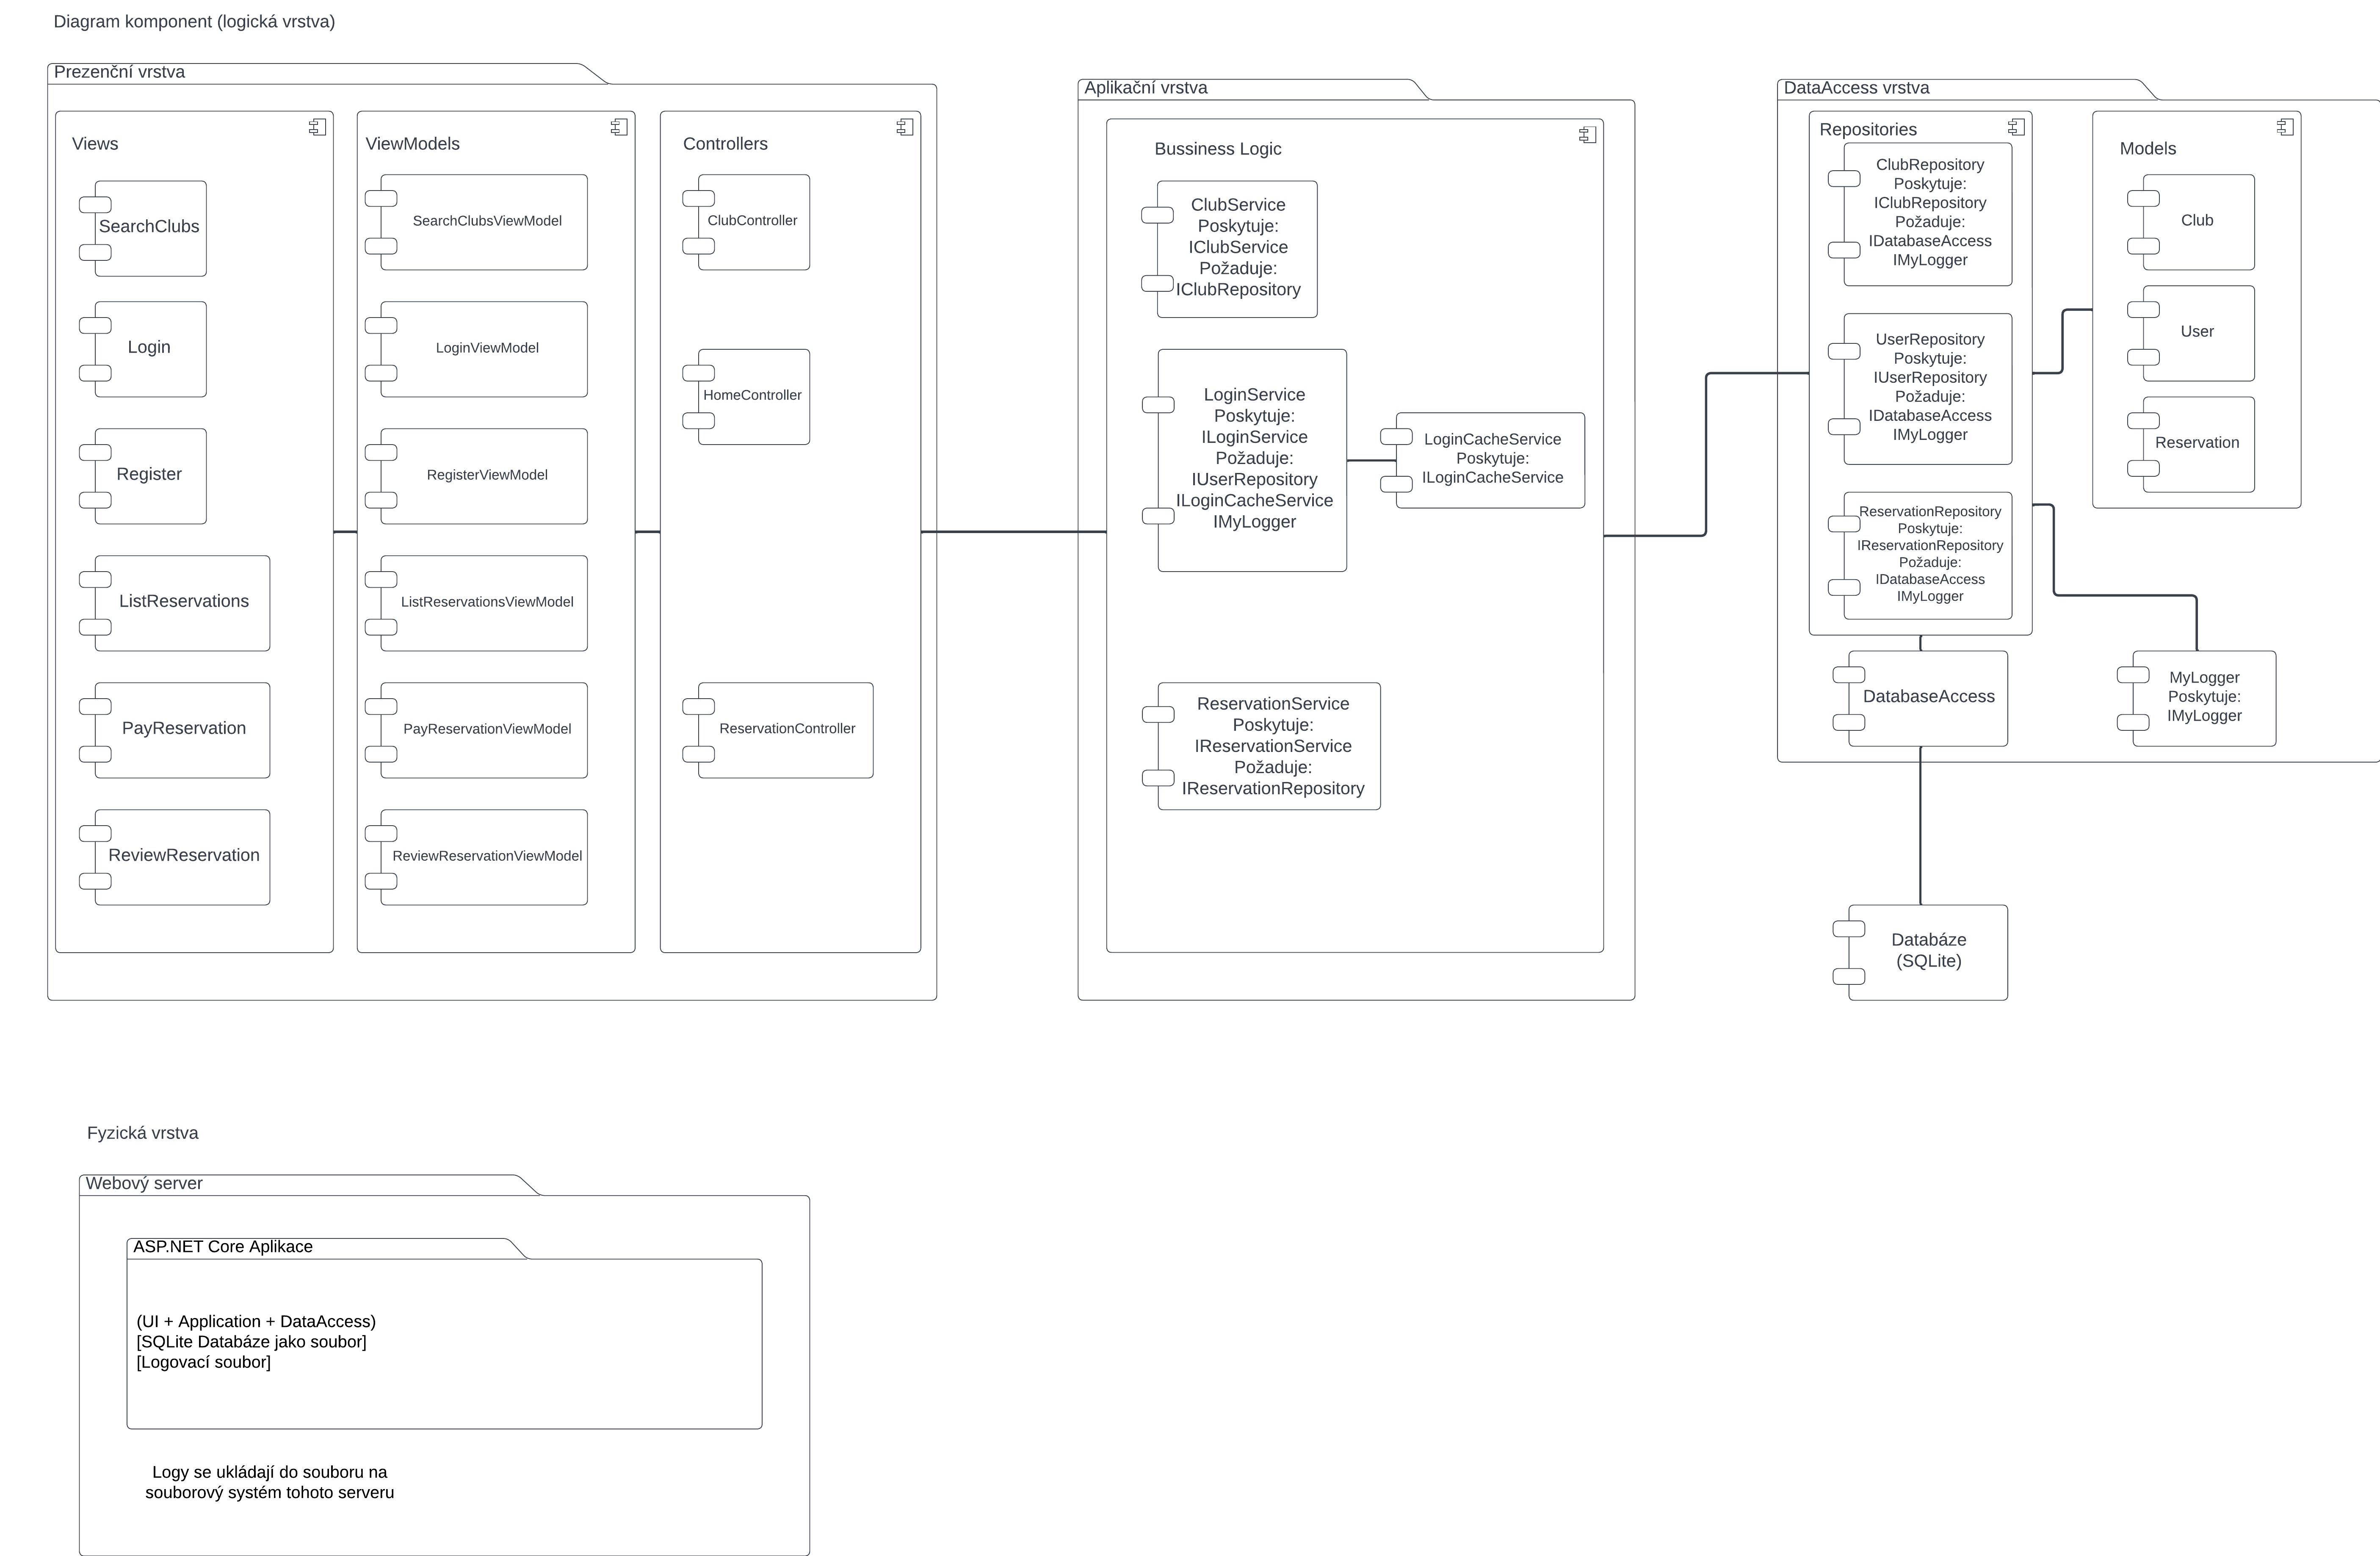 Diagram komponent (logická vrstva)
Prezenční vrstva
Views
SearchClubs
Login
Register
ListReservations
PayReservation
ReviewReservation
ViewModels
SearchClubsViewModel
LoginViewModel
RegisterViewModel
ListReservationsViewModel
PayReservationViewModel
ReviewReservationViewModel
Controllers
ClubController
HomeController
ReservationController
Aplikační vrstva
Bussiness Logic
ClubService
Poskytuje:
IClubService
Požaduje:
IClubRepository
LoginService
Poskytuje:
ILoginService
Požaduje:
IUserRepository
ILoginCacheService
IMyLogger
LoginCacheService
Poskytuje:
ILoginCacheService
ReservationService
Poskytuje:
IReservationService
Požaduje:
IReservationRepository
DataAccess vrstva
Repositories
ClubRepository
Poskytuje:
IClubRepository
Požaduje:
IDatabaseAccess
IMyLogger
UserRepository
Poskytuje:
IUserRepository
Požaduje:
IDatabaseAccess
IMyLogger
ReservationRepository
Poskytuje:
IReservationRepository
Požaduje:
IDatabaseAccess
IMyLogger
Models
Club
User
Reservation
DatabaseAccess
MyLogger
Poskytuje:
IMyLogger
Databáze
(SQLite)
Fyzická vrstva
Webový server
ASP.NET Core Aplikace
(UI + Application + DataAccess)
[SQLite Databáze jako soubor]
[Logovací soubor]
Logy se ukládají do souboru na
souborový systém tohoto serveru